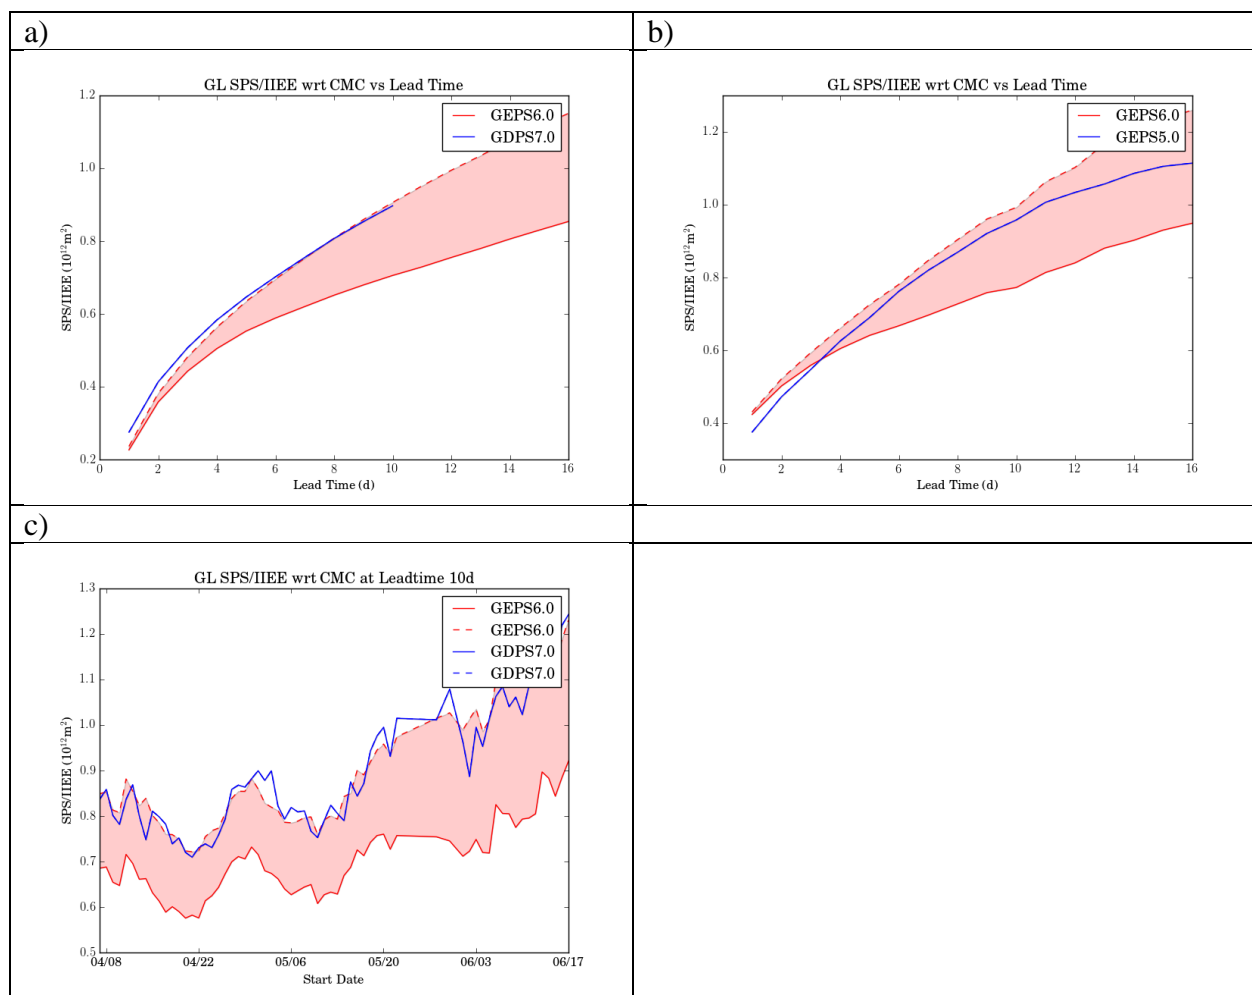 a)
b)
GL SPS/IIEE wrt CMC vs Lead Time
1.2
1.0
0.8
0.6
0.4
0.2
SPS/IIEE (10¹²m²)
GEPS6.0
GDPS7.0
0 2 4 6 8 10 12 14 16
Lead Time (d)
GL SPS/IIEE wrt CMC vs Lead Time
1.2
1.0
0.8
0.6
0.4
SPS/IIEE (10¹²m²)
GEPS6.0
GEPS5.0
0 2 4 6 8 10 12 14 16
Lead Time (d)
c)
GL SPS/IIEE wrt CMC at Leadtime 10d
1.3
1.2
1.1
1.0
0.9
0.8
0.7
0.6
0.5
SPS/IIEE (10¹²m²)
GEPS6.0
GEPS6.0
GDPS7.0
GDPS7.0
04/08 04/22 05/06 05/20 06/03 06/17
Start Date